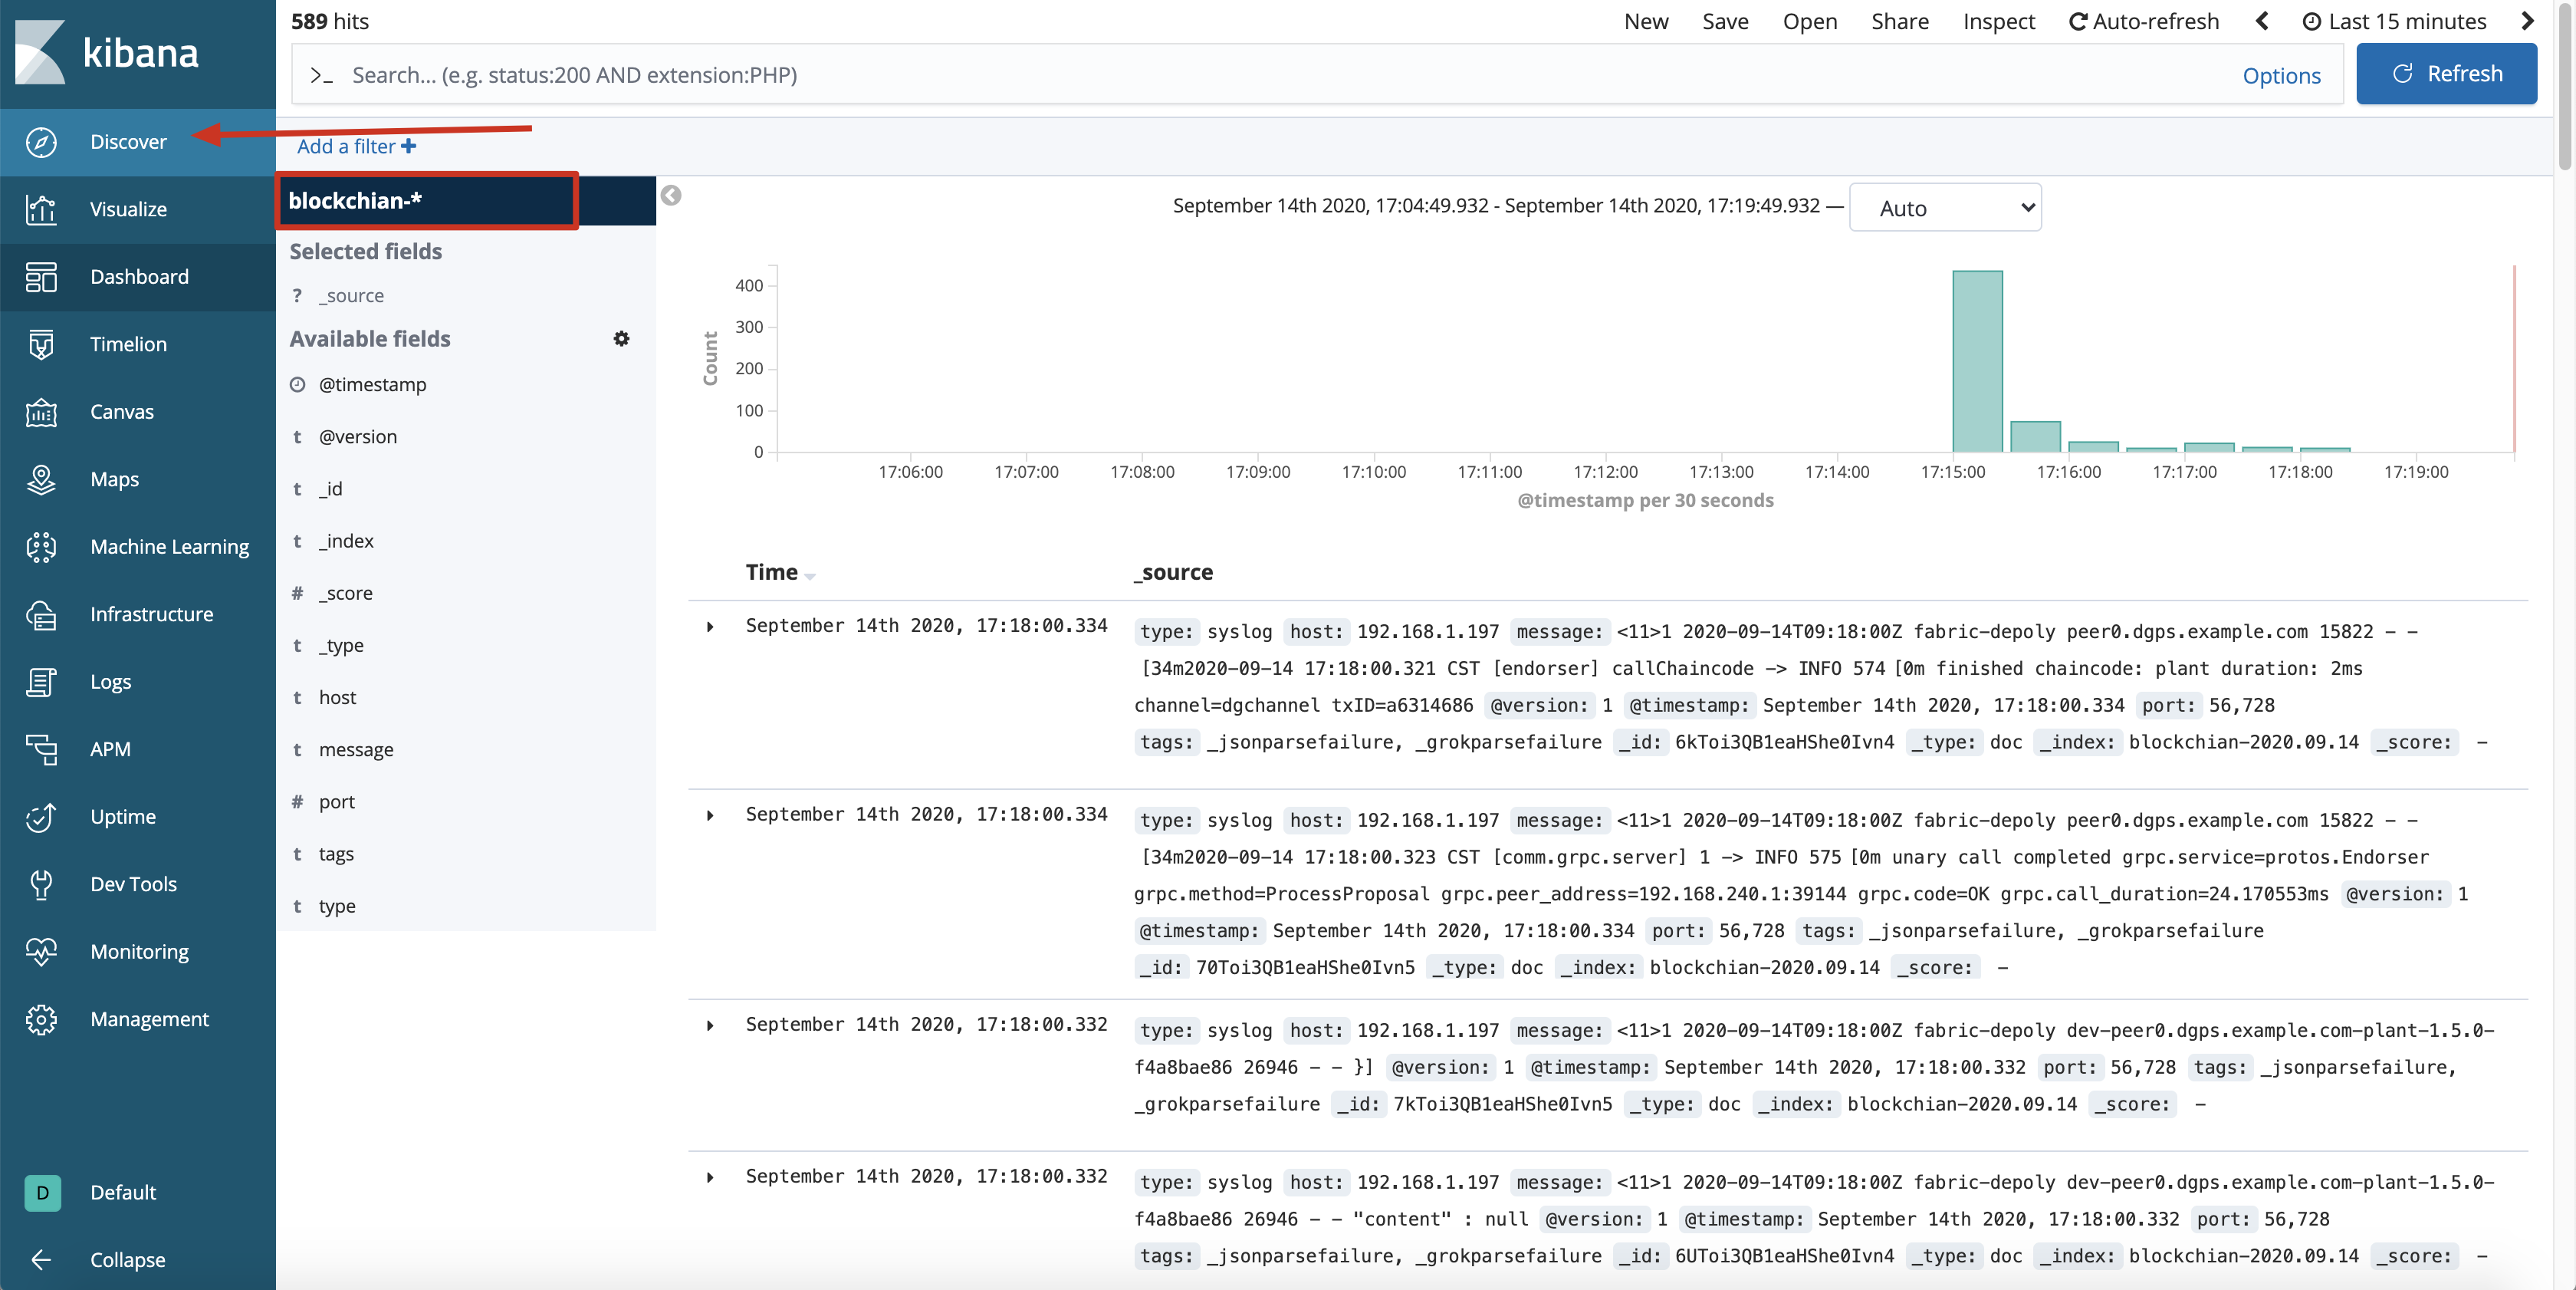 kibana
Discover
Visualize
Dashboard
Timelion
Canvas
Maps
Machine Learning
Infrastructure
Logs
APM
Uptime
Dev Tools
Monitoring
Management
D Default
Collapse
589 hits
New Save Open Share Inspect Auto-refresh Last 15 minutes
>_ Search... (e.g. status:200 AND extension:PHP) Options Refresh
Add a filter +
blockchian-*
Selected fields
? _source
Available fields
@timestamp
t @version
t _id
t _index
# _score
t _type
t host
t message
# port
t tags
t type
September 14th 2020, 17:04:49.932 - September 14th 2020, 17:19:49.932 — Auto
Count
400
300
200
100
0
17:06:00 17:07:00 17:08:00 17:09:00 17:10:00 17:11:00 17:12:00 17:13:00 17:14:00 17:15:00 17:16:00 17:17:00 17:18:00 17:19:00
@timestamp per 30 seconds
Time _source
September 14th 2020, 17:18:00.334 type: syslog host: 192.168.1.197 message: <11>1 2020-09-14T09:18:00Z fabric-depoly peer0.dgps.example.com 15822 - -
[34m2020-09-14 17:18:00.321 CST [endorser] callChaincode -> INFO 574 [0m finished chaincode: plant duration: 2ms
channel=dgchannel txID=a6314686 @version: 1 @timestamp: September 14th 2020, 17:18:00.334 port: 56,728
tags: _jsonparsefailure, _grokparsefailure _id: 6kToi3QB1eaHShe0Ivn4 _type: doc _index: blockchian-2020.09.14 _score: -
September 14th 2020, 17:18:00.334 type: syslog host: 192.168.1.197 message: <11>1 2020-09-14T09:18:00Z fabric-depoly peer0.dgps.example.com 15822 - -
[34m2020-09-14 17:18:00.323 CST [comm.grpc.server] 1 -> INFO 575 [0m unary call completed grpc.service=protos.Endorser
grpc.method=ProcessProposal grpc.peer_address=192.168.240.1:39144 grpc.code=OK grpc.call_duration=24.170553ms @version: 1
@timestamp: September 14th 2020, 17:18:00.334 port: 56,728 tags: _jsonparsefailure, _grokparsefailure
_id: 70Toi3QB1eaHShe0Ivn5 _type: doc _index: blockchian-2020.09.14 _score: -
September 14th 2020, 17:18:00.332 type: syslog host: 192.168.1.197 message: <11>1 2020-09-14T09:18:00Z fabric-depoly dev-peer0.dgps.example.com-plant-1.5.0-
f4a8bae86 26946 - - }] @version: 1 @timestamp: September 14th 2020, 17:18:00.332 port: 56,728 tags: _jsonparsefailure,
_grokparsefailure _id: 7kToi3QB1eaHShe0Ivn5 _type: doc _index: blockchian-2020.09.14 _score: -
September 14th 2020, 17:18:00.332 type: syslog host: 192.168.1.197 message: <11>1 2020-09-14T09:18:00Z fabric-depoly dev-peer0.dgps.example.com-plant-1.5.0-
f4a8bae86 26946 - - "content" : null @version: 1 @timestamp: September 14th 2020, 17:18:00.332 port: 56,728
tags: _jsonparsefailure, _grokparsefailure _id: 6UToi3QB1eaHShe0Ivn4 _type: doc _index: blockchian-2020.09.14 _score: -